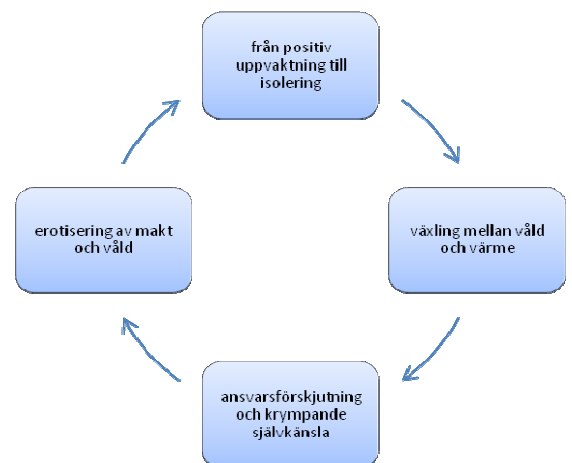 från positiv
uppvaktning till
isolering
växling mellan våld
och värme
ansvarsförskjutning
och krympande
självkänsla
erotisering av makt
och våld